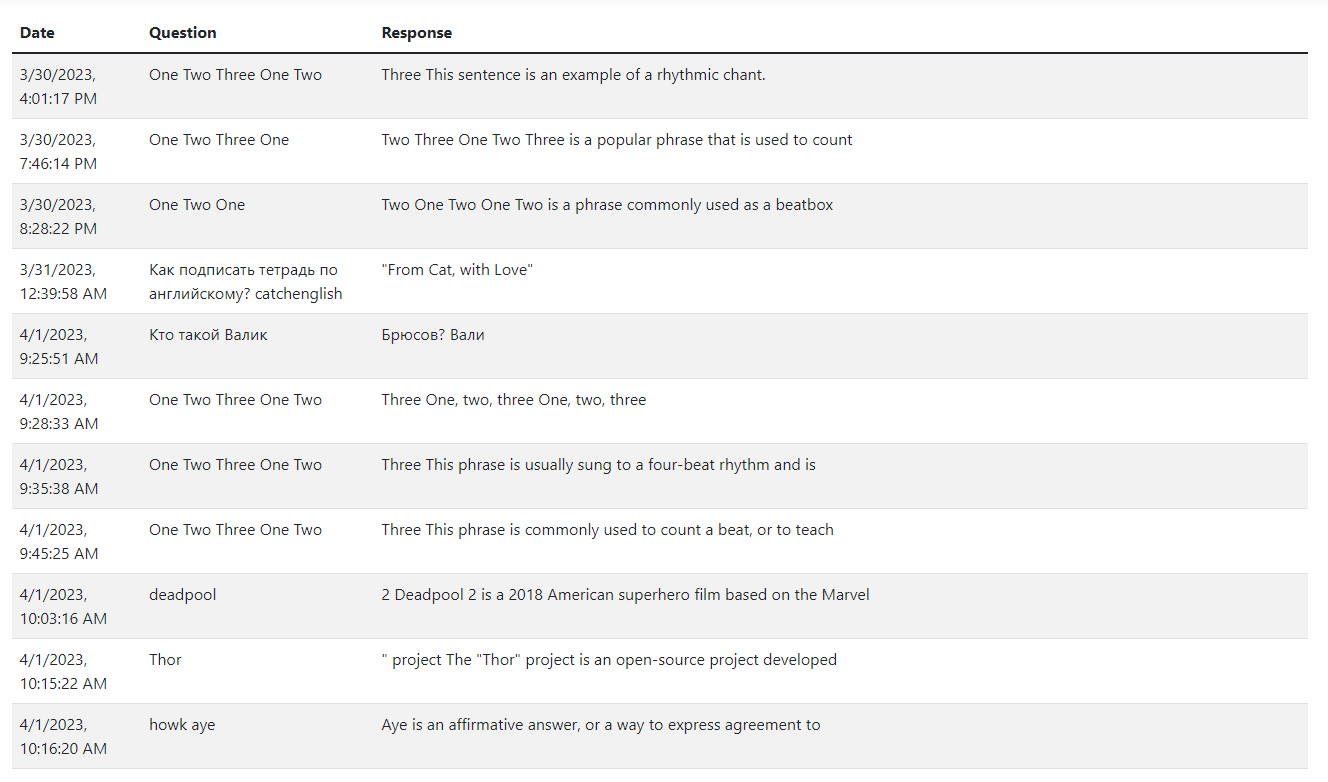 Date Question Response
3/30/2023, One Two Three One Two Three This sentence is an example of a rhythmic chant.
4:01:17 PM
3/30/2023, One Two Three One Two Three One Two Three is a popular phrase that is used to count
7:46:14 PM
3/30/2023, One Two One Two One Two One Two is a phrase commonly used as a beatbox
8:28:22 PM
3/31/2023, Как подписать тетрадь по "From Cat, with Love"
12:39:58 AM английскому? catchenglish
4/1/2023, Кто такой Валик Брюсов? Вали
9:25:51 AM
4/1/2023, One Two Three One Two Three One, two, three One, two, three
9:28:33 AM
4/1/2023, One Two Three One Two Three This phrase is usually sung to a four-beat rhythm and is
9:35:38 AM
4/1/2023, One Two Three One Two Three This phrase is commonly used to count a beat, or to teach
9:45:25 AM
4/1/2023, deadpool 2 Deadpool 2 is a 2018 American superhero film based on the Marvel
10:03:16 AM
4/1/2023, Thor " project The "Thor" project is an open-source project developed
10:15:22 AM
4/1/2023, howk aye Aye is an affirmative answer, or a way to express agreement to
10:16:20 AM